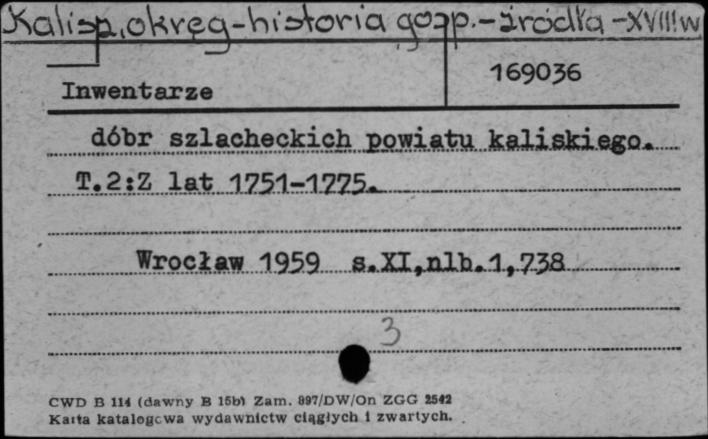 Kalisz, okręg-historia gosp.-źródła-XVIII w
169036
Inwentarze
dóbr szlacheckich powiatu kaliskiego.
T.2:Z lat 1751-1775.
Wrocław 1959 s.XI,nlb.1,738
3
CWD B 114 (dawny B 15b) Zam. 897/DW/On ZGG 2542
Karta katalogowa wydawnictw ciągłych i zwartych.